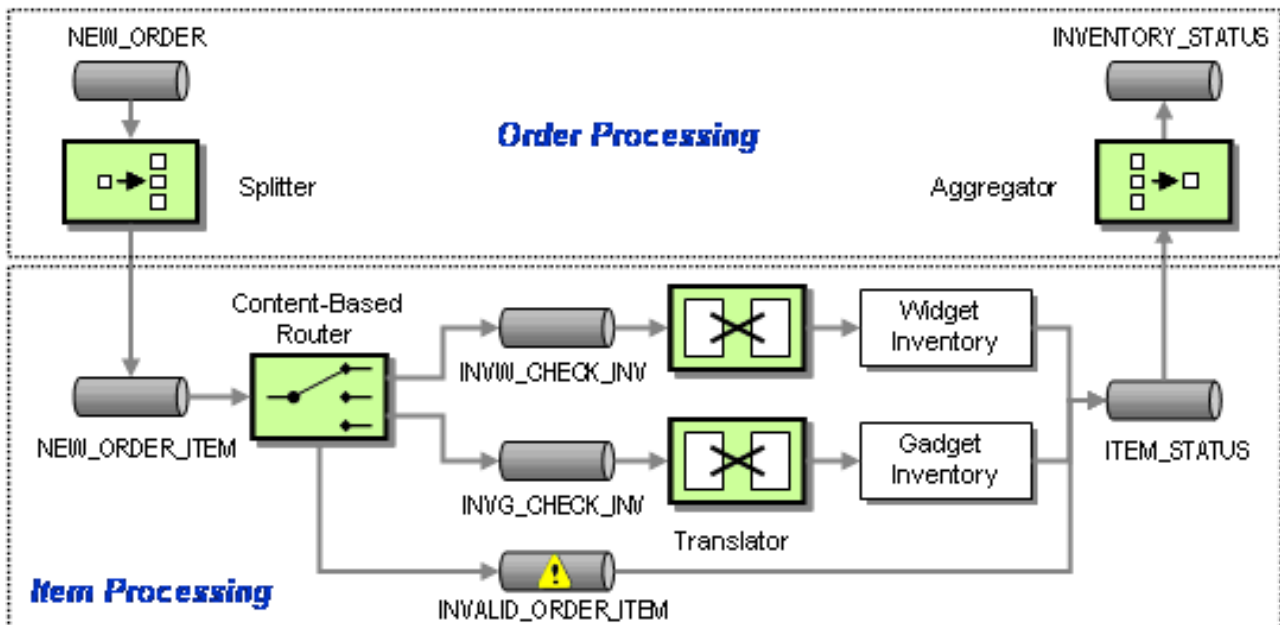 NEW_ORDER
INVENTORY_STATUS
Order Processing
Splitter
Aggregator
Content-Based
Router
INVW_CHECK_INV
Widget
Inventory
NEW_ORDER_ITEM
ITEM_STATUS
Gadget
Inventory
INVG_CHECK_INV
Translator
Item Processing
INVALID_ORDER_ITEM